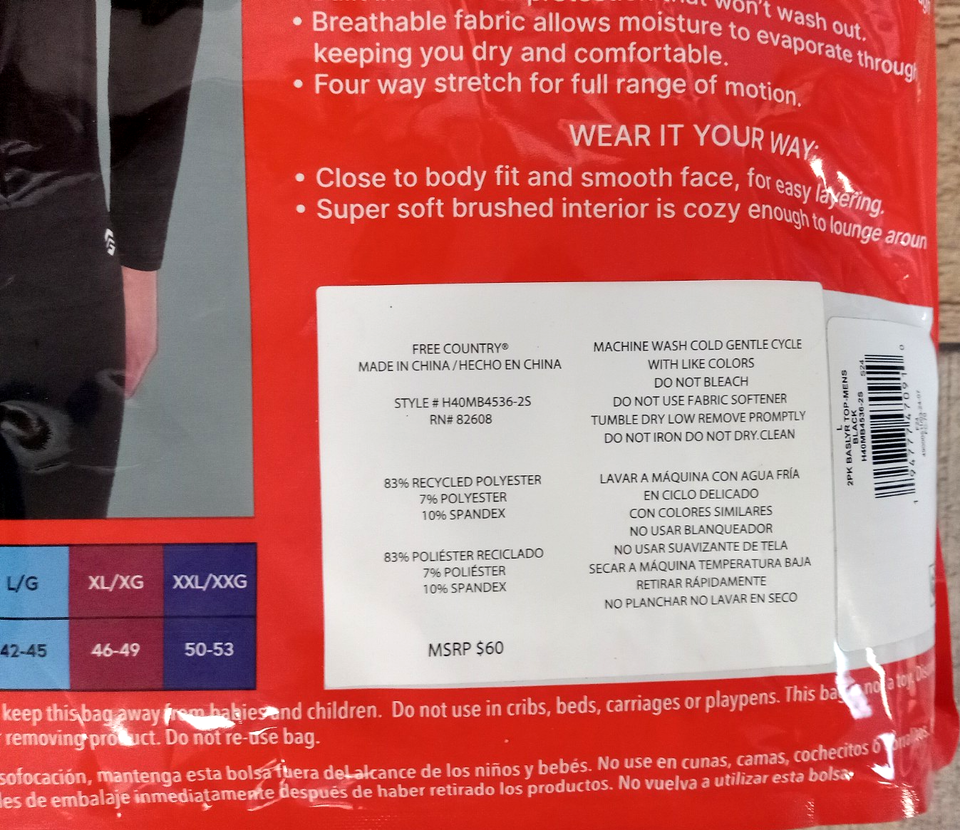 that won't wash out.
• Breathable fabric allows moisture to evaporate through
keeping you dry and comfortable.
• Four way stretch for full range of motion.
WEAR IT YOUR WAY:
• Close to body fit and smooth face, for easy layering.
• Super soft brushed interior is cozy enough to lounge aroun
FREE COUNTRY®
MADE IN CHINA / HECHO EN CHINA
STYLE # H40MB4536-2S
RN# 82608
83% RECYCLED POLYESTER
7% POLYESTER
10% SPANDEX
83% POLIÉSTER RECICLADO
7% POLIÉSTER
10% SPANDEX
MSRP $60
MACHINE WASH COLD GENTLE CYCLE
WITH LIKE COLORS
DO NOT BLEACH
DO NOT USE FABRIC SOFTENER
TUMBLE DRY LOW REMOVE PROMPTLY
DO NOT IRON DO NOT DRY CLEAN
LAVAR A MÁQUINA CON AGUA FRÍA
EN CICLO DELICADO
CON COLORES SIMILARES
NO USAR BLANQUEADOR
NO USAR SUAVIZANTE DE TELA
SECAR A MÁQUINA TEMPERATURA BAJA
RETIRAR RÁPIDAMENTE
NO PLANCHAR NO LAVAR EN SECO
L
2PK BASLYR TOP-MENS
BLACK
H40MB4536-2S S24
L/G XL/XG XXL/XXG
42-45 46-49 50-53
keep this bag away from babies and children. Do not use in cribs, beds, carriages or playpens. This bag not a toy.
removing product. Do not re-use bag.
sofocación, mantenga esta bolsa fuera del alcance de los niños y bebés. No use en cunas, camas, cochecitos ó
de embalaje inmediatamente después de haber retirado los productos. No vuelva a utilizar esta bolsa.